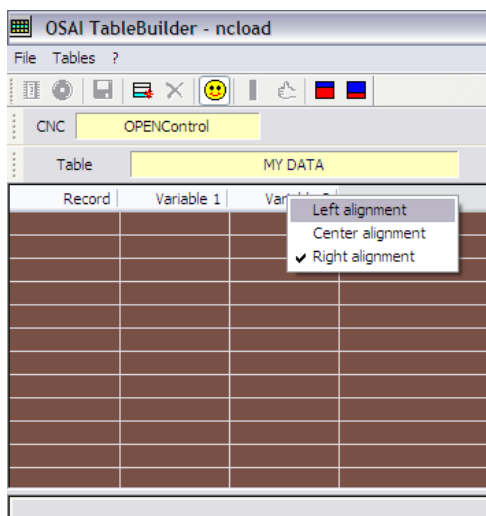 OSAI TableBuilder - ncload
File Tables ?
CNC OPENControl
Table MY DATA
Record Variable 1
Left alignment
Center alignment
Right alignment